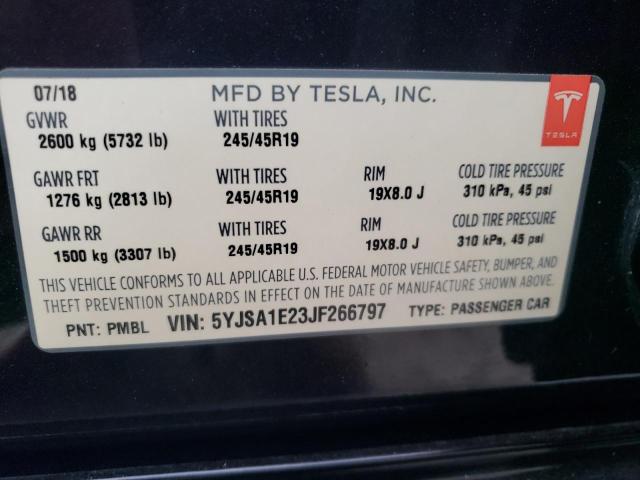 07/18 MFD BY TESLA, INC.
TESLA
GVWR WITH TIRES
2600 kg (5732 lb) 245/45R19
GAWR FRT WITH TIRES RIM COLD TIRE PRESSURE
1276 kg (2813 lb) 245/45R19 19X8.0 J 310 kPa, 45 psi
GAWR RR WITH TIRES RIM COLD TIRE PRESSURE
1500 kg (3307 lb) 245/45R19 19X8.0 J 310 kPa, 45 psi
THIS VEHICLE CONFORMS TO ALL APPLICABLE U.S. FEDERAL MOTOR VEHICLE SAFETY, BUMPER, AND
THEFT PREVENTION STANDARDS IN EFFECT ON THE DATE OF MANUFACTURE SHOWN ABOVE.
PNT: PMBL VIN: 5YJSA1E23JF266797 TYPE: PASSENGER CAR